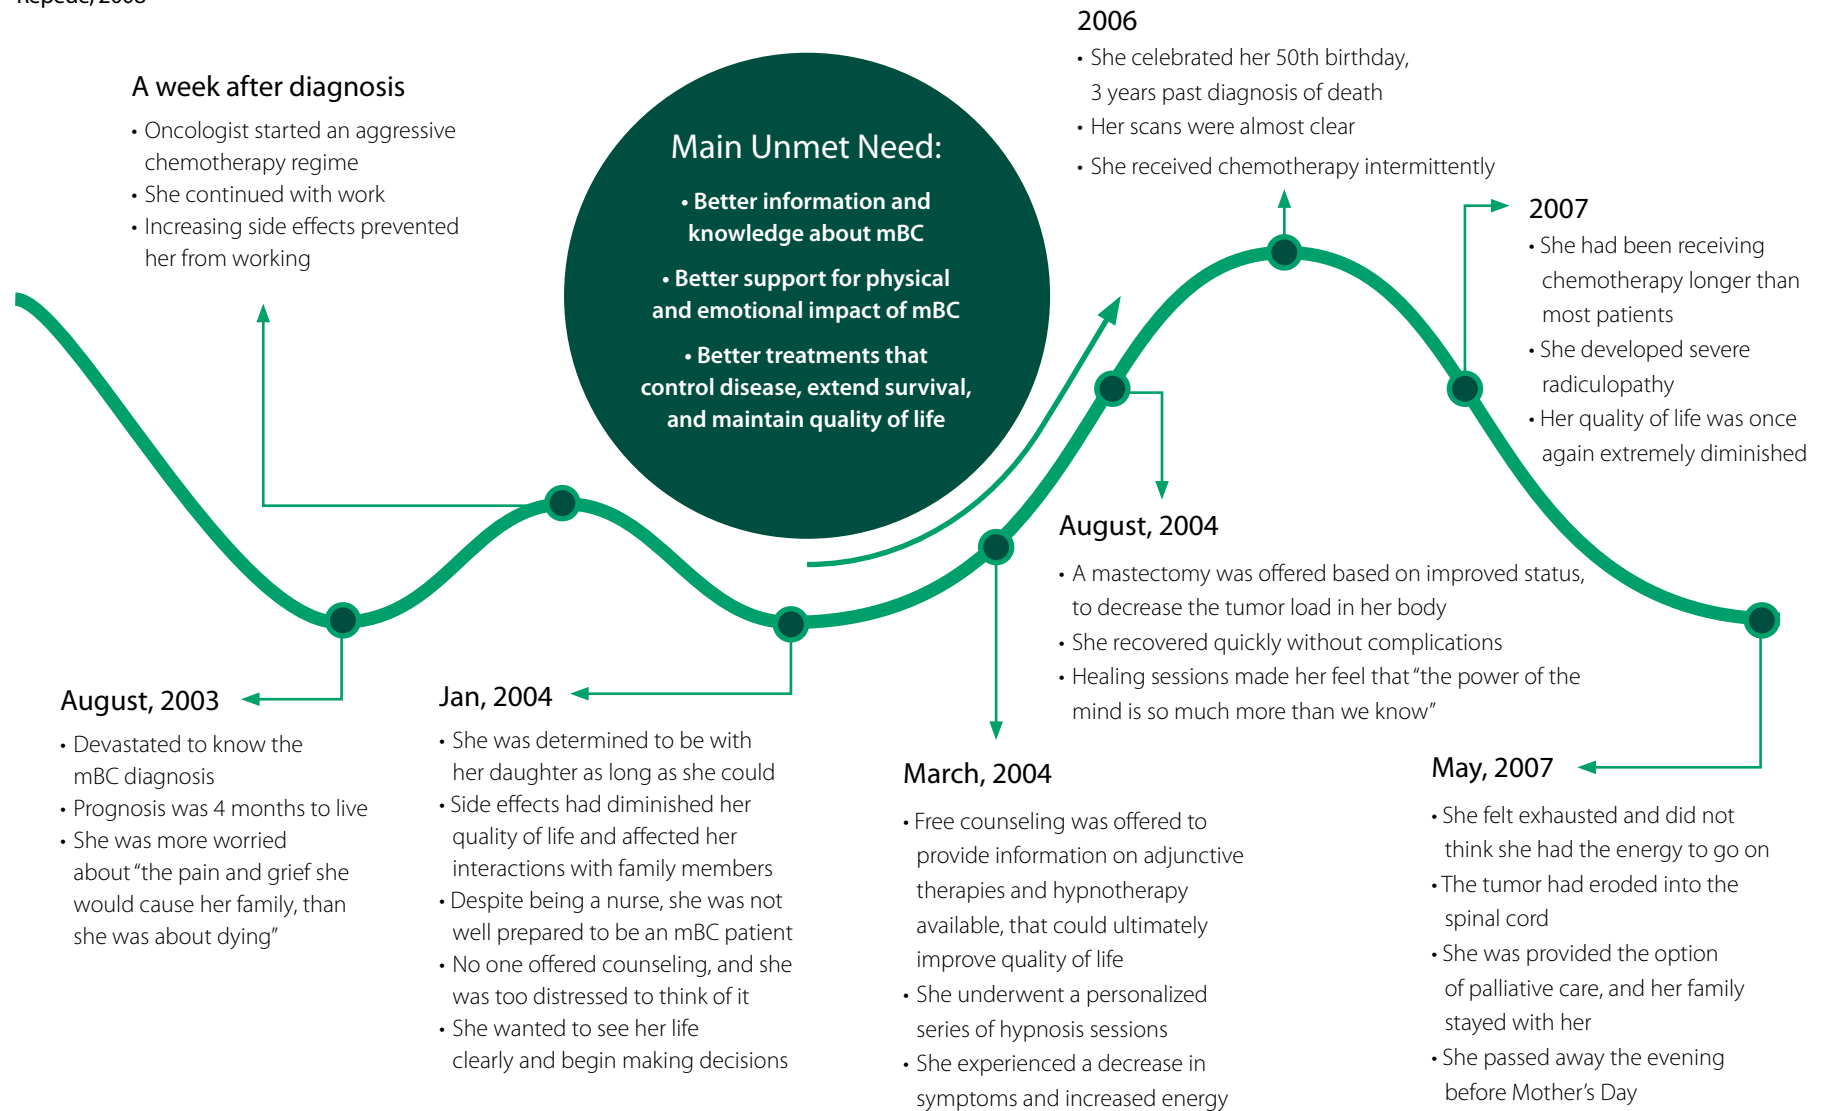 Repede, 2008
A week after diagnosis
• Oncologist started an aggressive
chemotherapy regime
• She continued with work
• Increasing side effects prevented
her from working
Main Unmet Need:
• Better information and
knowledge about mBC
• Better support for physical
and emotional impact of mBC
• Better treatments that
control disease, extend survival,
and maintain quality of life
2006
• She celebrated her 50th birthday,
3 years past diagnosis of death
• Her scans were almost clear
• She received chemotherapy intermittently
2007
• She had been receiving
chemotherapy longer than
most patients
• She developed severe
radiculopathy
• Her quality of life was once
again extremely diminished
August, 2003
• Devastated to know the
mBC diagnosis
• Prognosis was 4 months to live
• She was more worried
about “the pain and grief she
would cause her family, than
she was about dying”
Jan, 2004
• She was determined to be with
her daughter as long as she could
• Side effects had diminished her
quality of life and affected her
interactions with family members
• Despite being a nurse, she was not
well prepared to be an mBC patient
• No one offered counseling, and she
was too distressed to think of it
• She wanted to see her life
clearly and begin making decisions
March, 2004
• Free counseling was offered to
provide information on adjunctive
therapies and hypnotherapy
available, that could ultimately
improve quality of life
• She underwent a personalized
series of hypnosis sessions
• She experienced a decrease in
symptoms and increased energy
August, 2004
• A mastectomy was offered based on improved status,
to decrease the tumor load in her body
• She recovered quickly without complications
• Healing sessions made her feel that “the power of the
mind is so much more than we know”
May, 2007
• She felt exhausted and did not
think she had the energy to go on
• The tumor had eroded into the
spinal cord
• She was provided the option
of palliative care, and her family
stayed with her
• She passed away the evening
before Mother’s Day